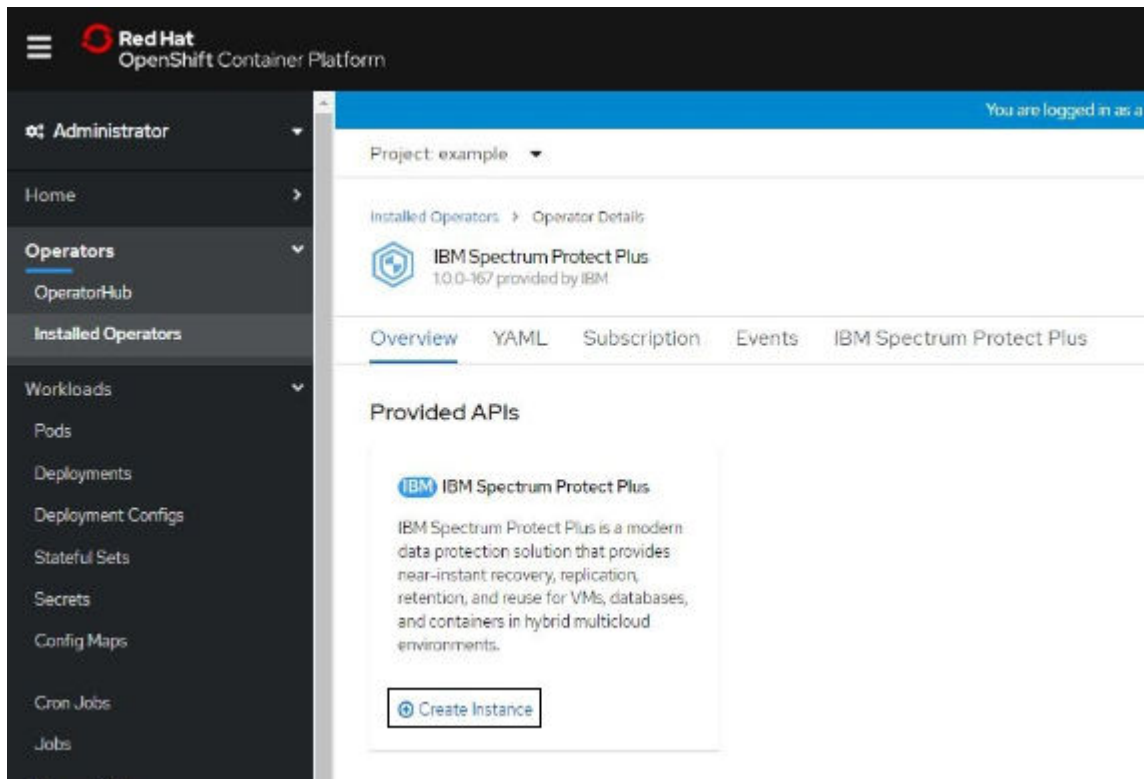 Red Hat
OpenShift Container Platform
You are logged in as a
Administrator
Project: example
Home
Installed Operators > Operator Details
Operators
IBM Spectrum Protect Plus
1.0.0-167 provided by IBM
OperatorHub
Installed Operators
Overview YAML Subscription Events IBM Spectrum Protect Plus
Workloads
Provided APIs
Pods
Deployments
IBM IBM Spectrum Protect Plus
Deployment Configs
IBM Spectrum Protect Plus is a modern
data protection solution that provides
near-instant recovery, replication,
retention, and reuse for VMs, databases,
and containers in hybrid multicloud
environments.
Stateful Sets
Secrets
Config Maps
Cron Jobs
Create Instance
Jobs